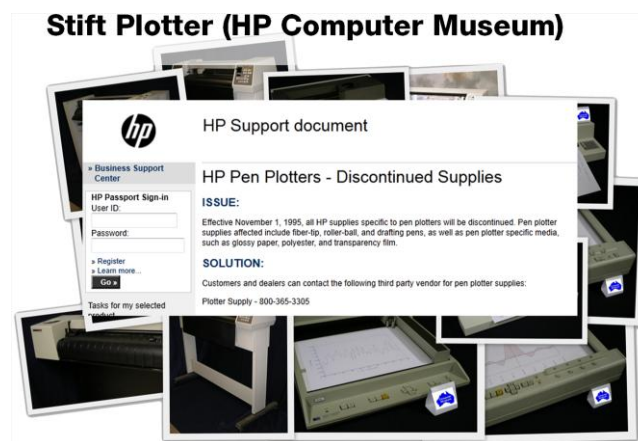 Stift Plotter (HP Computer Museum)
hp
HP Support document
» Business Support
Center
HP Passport Sign-in
User ID:
Password:
» Register
» Learn more...
Go »
Tasks for my selected
HP Pen Plotters - Discontinued Supplies
ISSUE:
Effective November 1, 1995, all HP supplies specific to pen plotters will be discontinued. Pen plotter
supplies affected include fiber-tip, roller-ball, and drafting pens, as well as pen plotter specific media,
such as glossy paper, polyester, and transparency film.
SOLUTION:
Customers and dealers can contact the following third party vendor for pen plotter supplies:
Plotter Supply - 800-365-3305